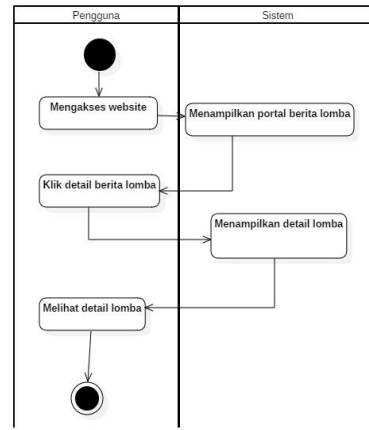 Pengguna
Sistem
Mengakses website
Menampilkan portal berita lomba
Klik detail berita lomba
Menampilkan detail lomba
Melihat detail lomba